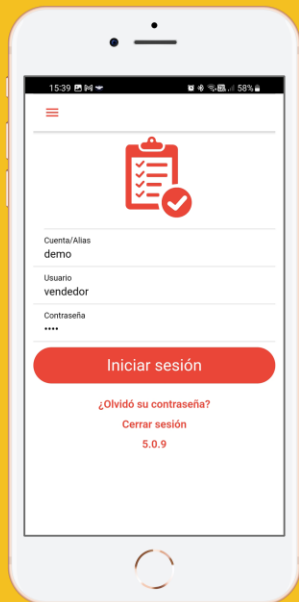 15:39
58%
Cuenta/Alias
demo
Usuario
vendedor
Contraseña
••••
Iniciar sesión
¿Olvidó su contraseña?
Cerrar sesión
5.0.9